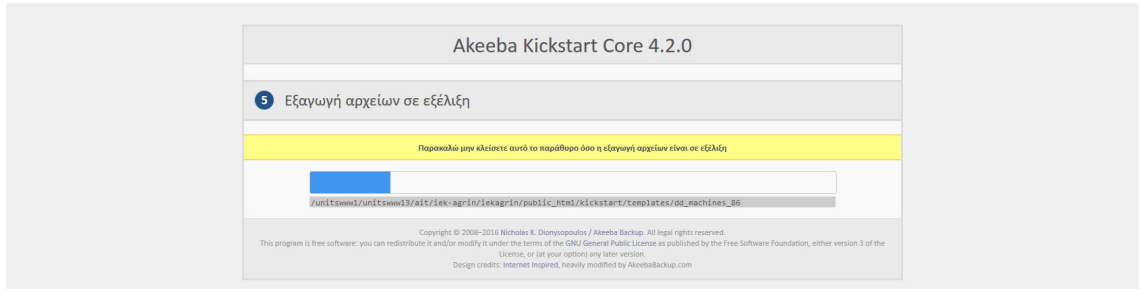 Akeeba Kickstart Core 4.2.0
5 Εξαγωγή αρχείων σε εξέλιξη
Παρακαλώ μην κλείσετε αυτό το παράθυρο όσο η εξαγωγή αρχείων είναι σε εξέλιξη
/unitswww1/unitswww13/ait/iek-agrin/iekagrin/public_html/kickstart/templates/dd_machines_86
Copyright © 2008–2016 Nicholas K. Dionysopoulos / Akeeba Backup. All legal rights reserved.
This program is free software: you can redistribute it and/or modify it under the terms of the GNU General Public License as published by the Free Software Foundation, either version 3 of the
License, or (at your option) any later version.
Design credits: Internet Inspired, heavily modified by AkeebaBackup.com